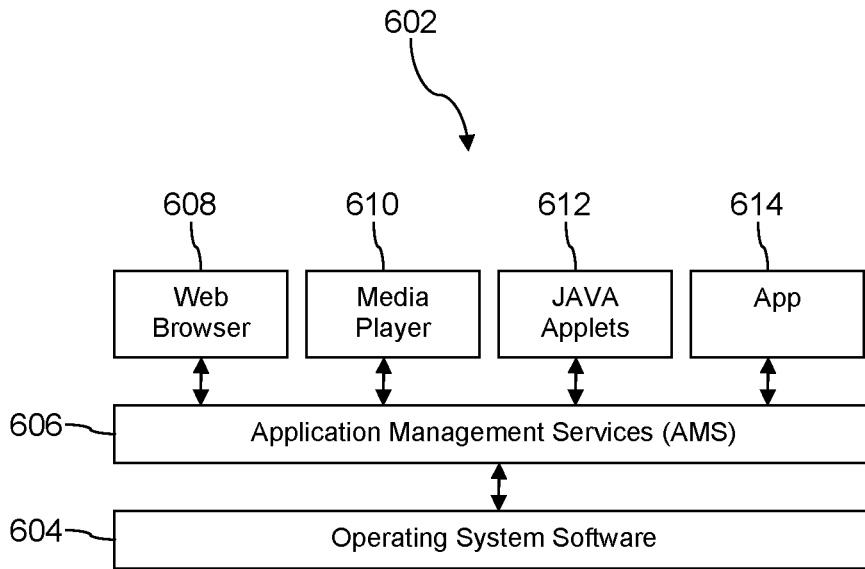 602
608
610
612
614
Web
Browser
Media
Player
JAVA
Applets
App
606
Application Management Services (AMS)
604
Operating System Software